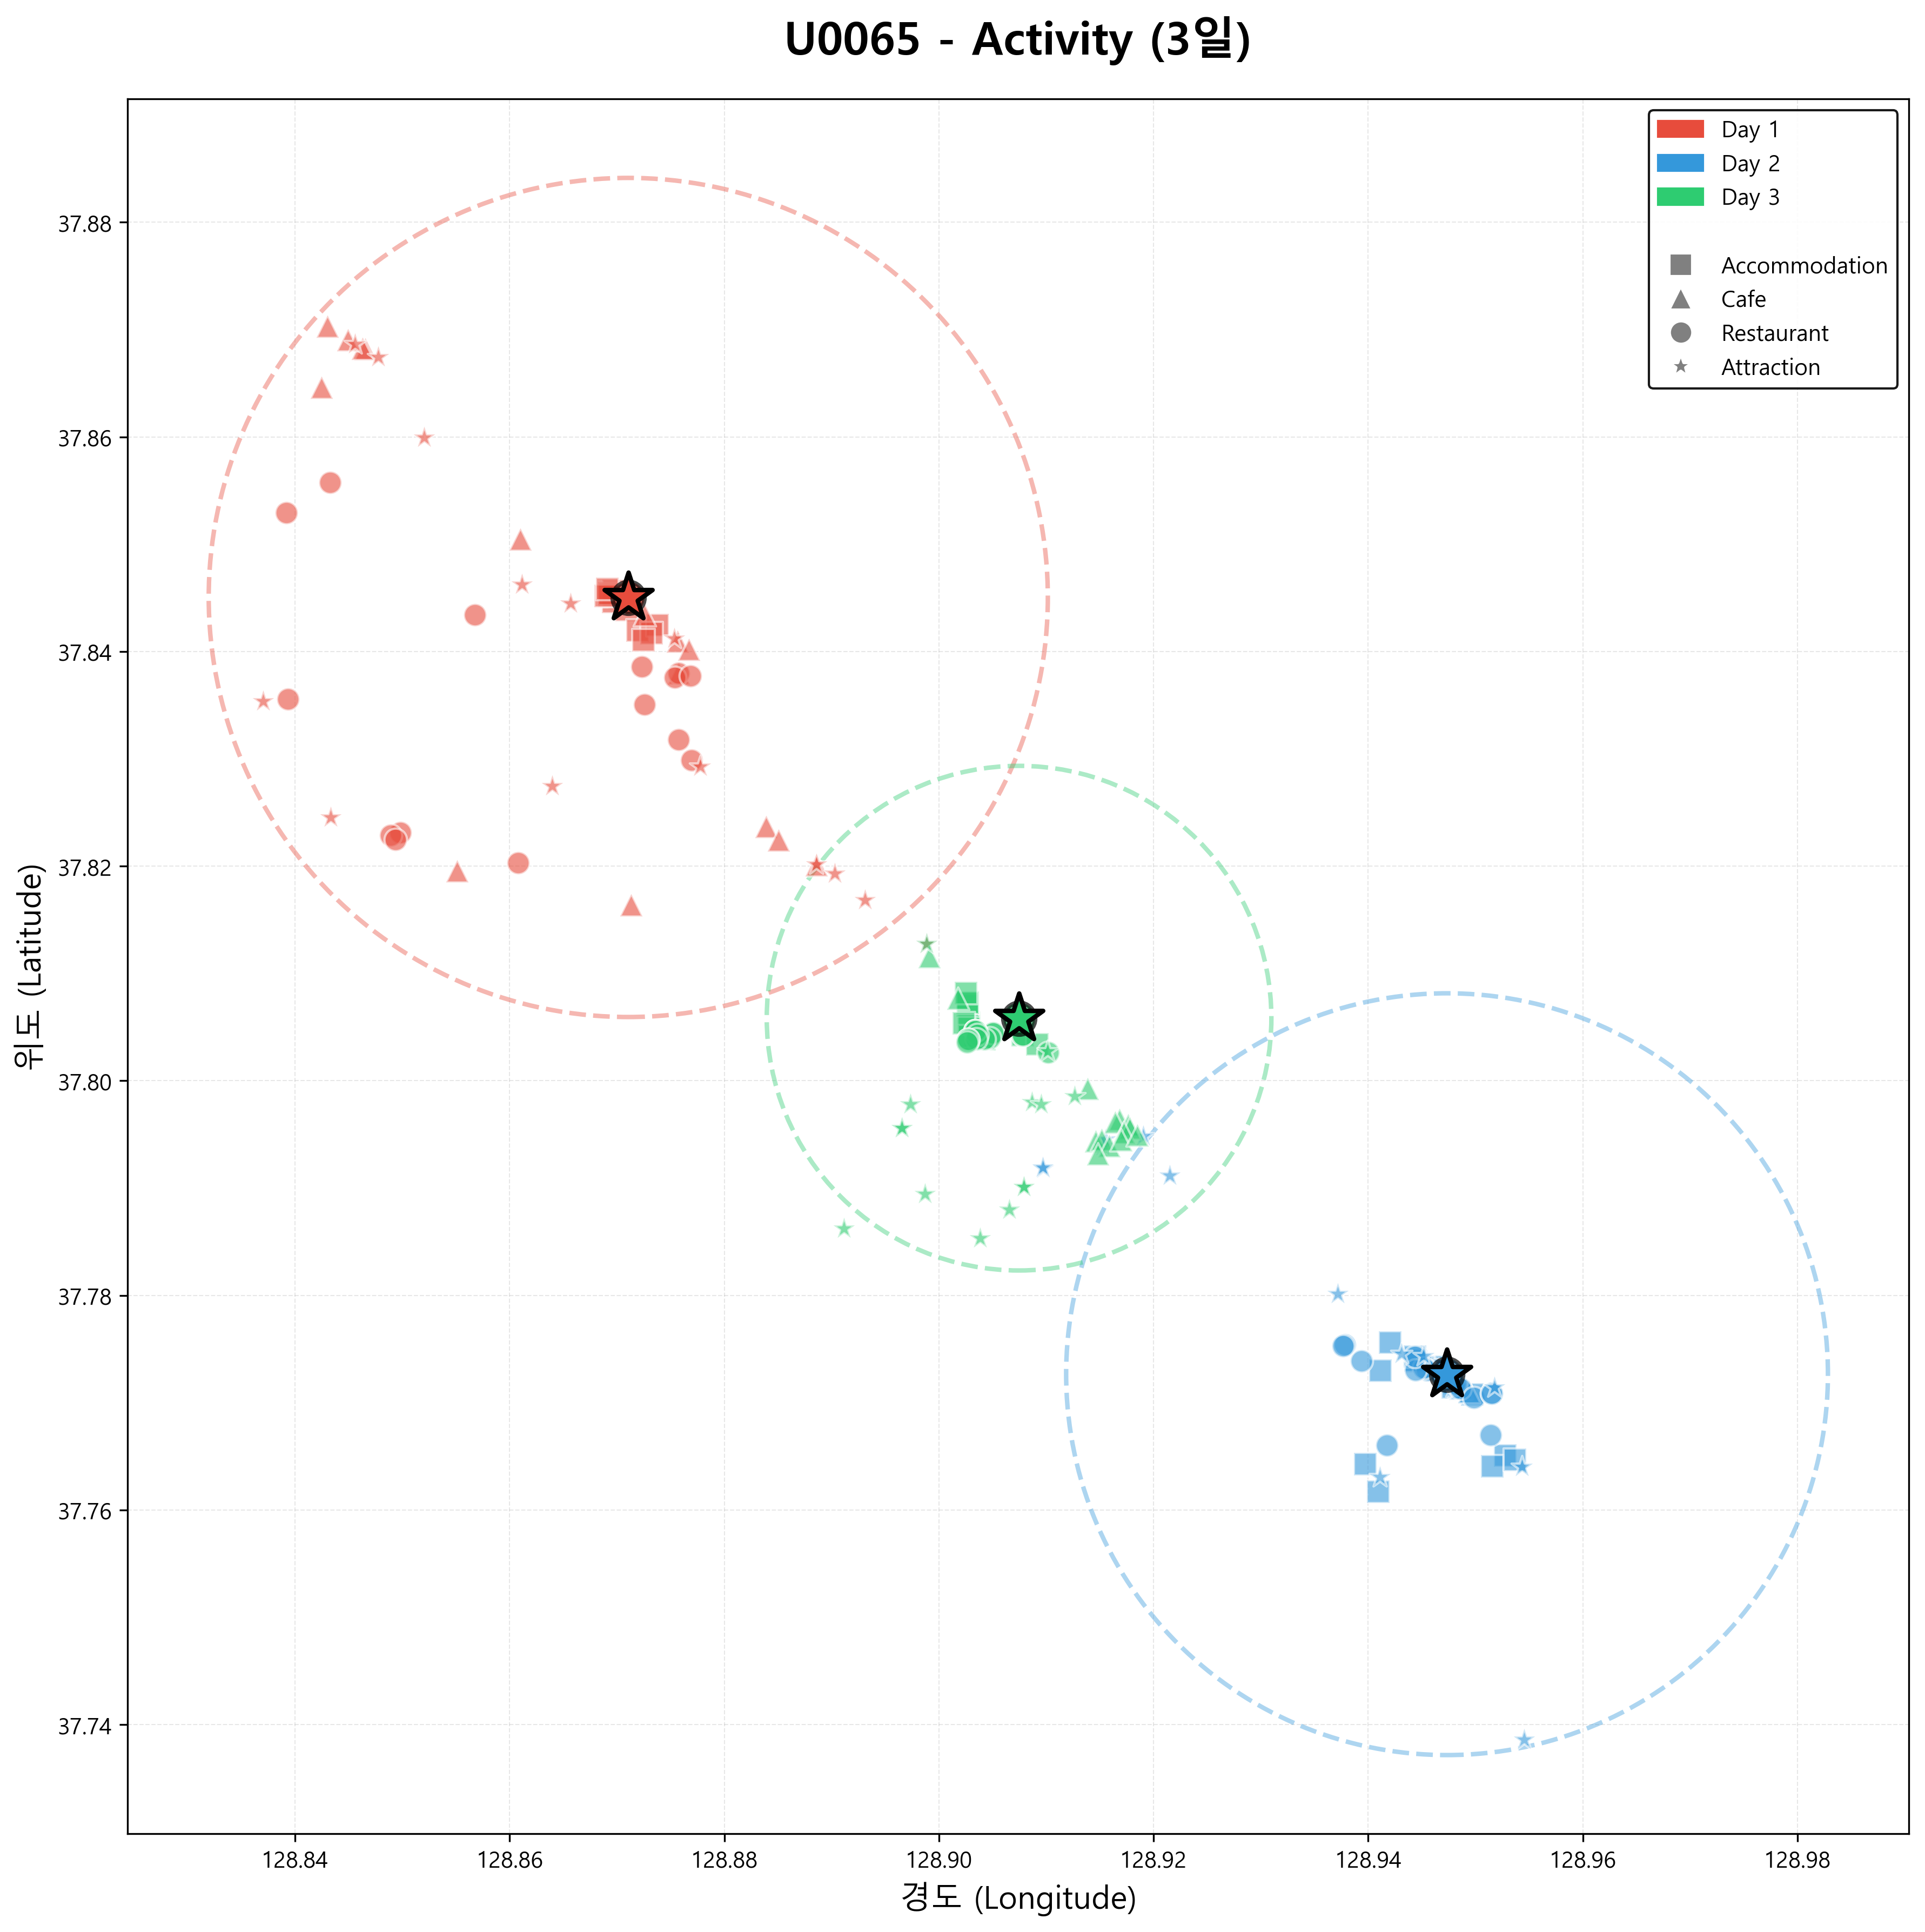 U0065 - Activity (3일)
Day 1
Day 2
Day 3
Accommodation
Cafe
Restaurant
Attraction
위도 (Latitude)
37.88
37.86
37.84
37.82
37.80
37.78
37.76
37.74
128.84
128.86
128.88
128.90
128.92
128.94
128.96
128.98
경도 (Longitude)